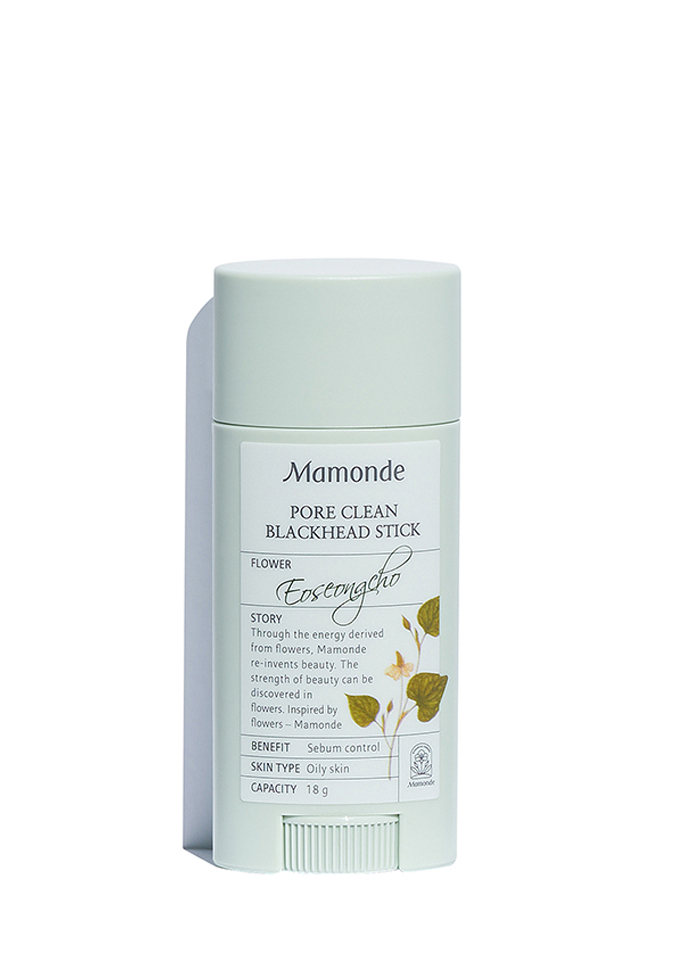 Mamonde
PORE CLEAN
BLACKHEAD STICK
FLOWER
Eoseongcho
STORY
Through the energy derived
from flowers, Mamonde
re-invents beauty. The
strength of beauty can be
discovered in
flowers. Inspired by
flowers – Mamonde
BENEFIT Sebum control
SKIN TYPE Oily skin
CAPACITY 18 g
Mamonde